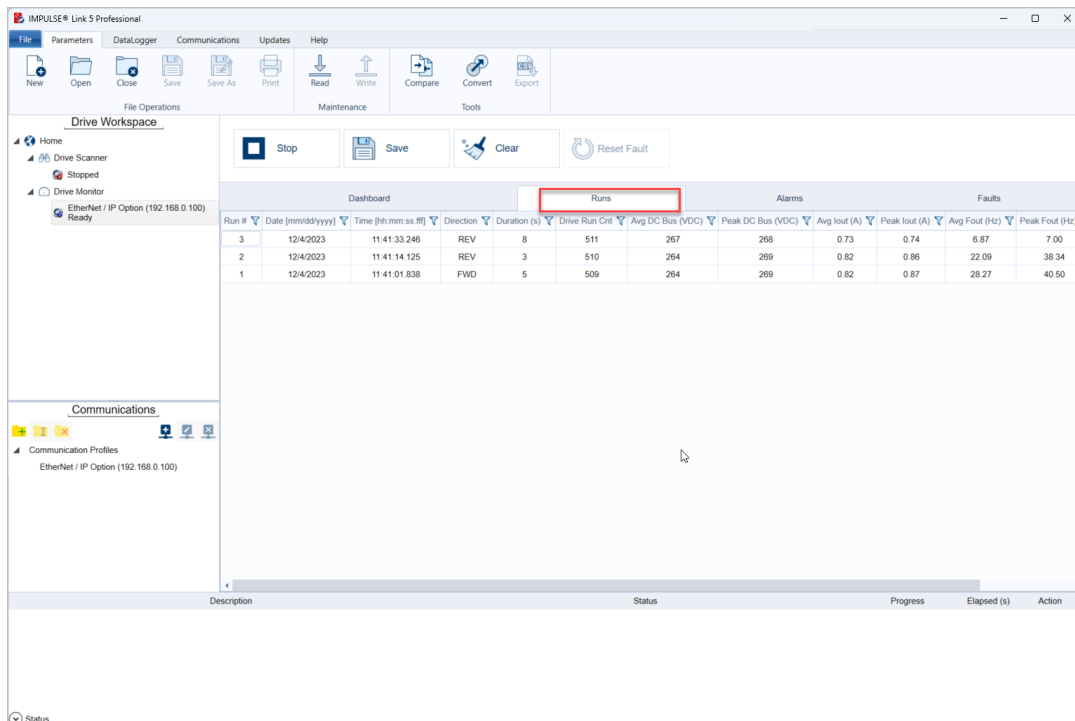 IMPULSE® Link 5 Professional
File Parameters DataLogger Communications Updates Help
New Open Close Save Save As Print Read Write Compare Convert Export
File Operations Maintenance Tools
Drive Workspace
Home
Drive Scanner
Stopped
Drive Monitor
EtherNet / IP Option (192.168.0.100)
Ready
Stop Save Clear Reset Fault
Dashboard Runs Alarms Faults
Run # Date [mm/dd/yyyy] Time [hh:mm:ss.fff] Direction Duration (s) Drive Run Cnt Avg DC Bus (VDC) Peak DC Bus (VDC) Avg Iout (A) Peak Iout (A) Avg Fout (Hz) Peak Fout (Hz)
3 12/4/2023 11:41:33.246 REV 8 511 267 268 0.73 0.74 6.87 7.00
2 12/4/2023 11:41:14.125 REV 3 510 264 269 0.82 0.86 22.09 38.34
1 12/4/2023 11:41:01.838 FWD 5 509 264 269 0.82 0.87 28.27 40.50
Communications
Communication Profiles
EtherNet / IP Option (192.168.0.100)
Description Status Progress Elapsed (s) Action
Status